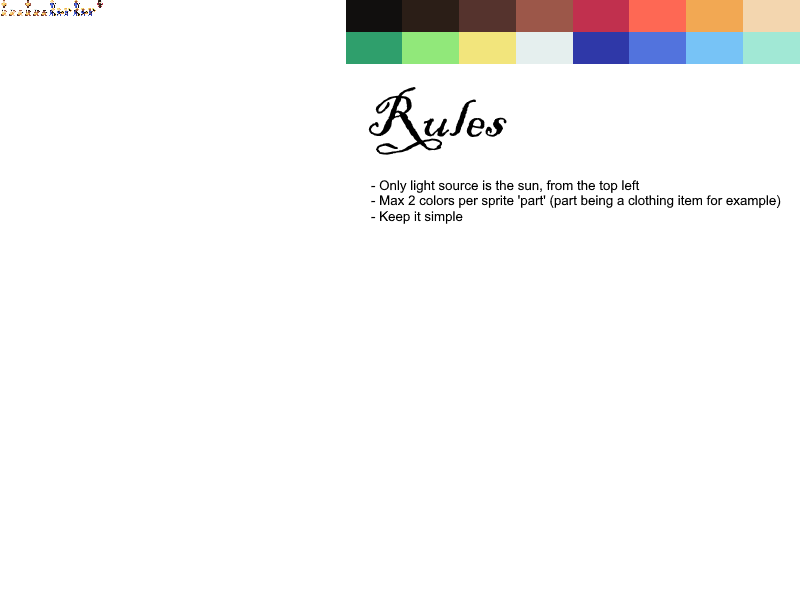 Rules
- Only light source is the sun, from the top left
- Max 2 colors per sprite 'part' (part being a clothing item for example)
- Keep it simple